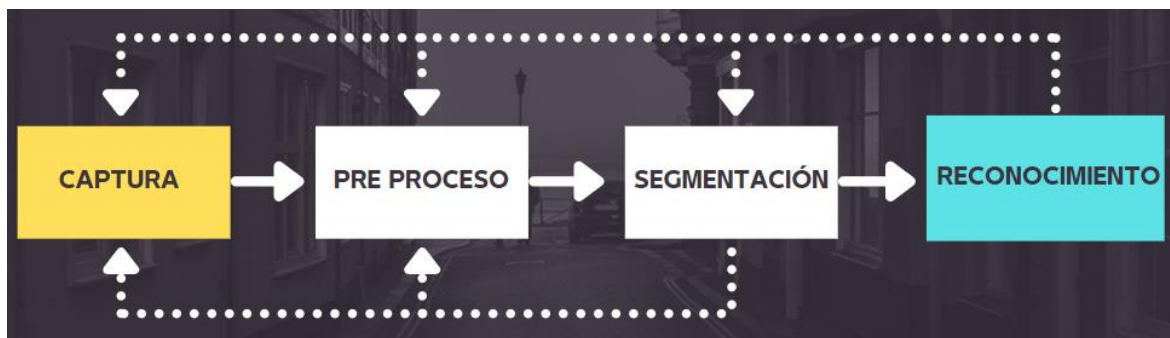 CAPTURA
PRE PROCESO
SEGMENTACIÓN
RECONOCIMIENTO